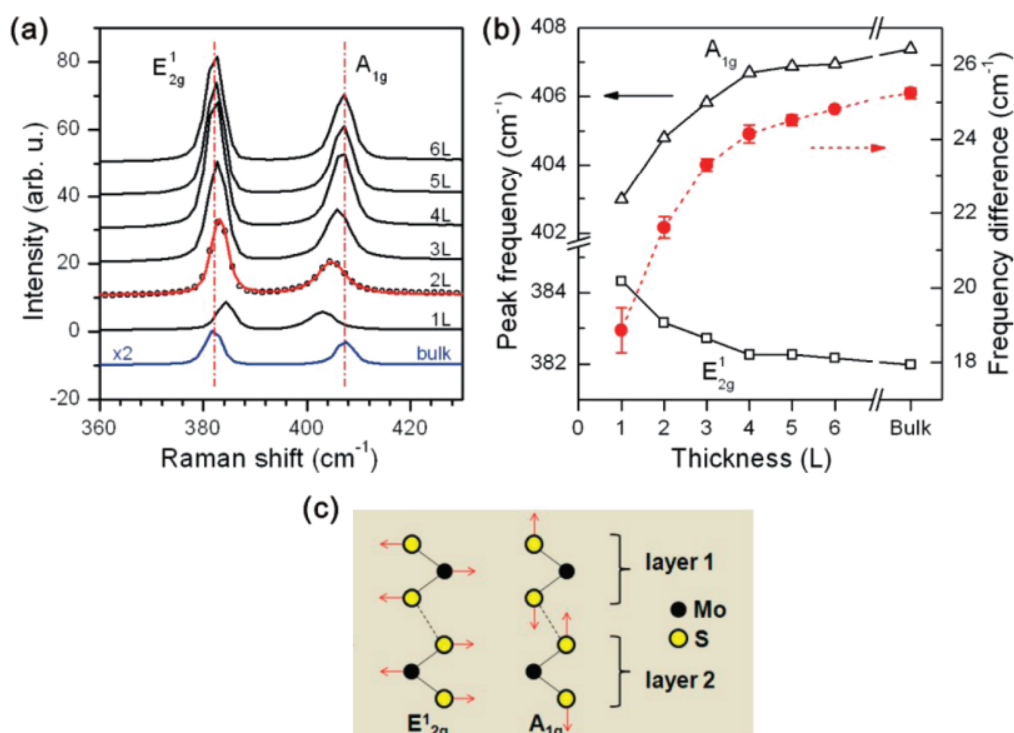 (a)
E¹₂g
A₁g
80
60
40
20
0
-20
Intensity (arb. u.)
6L
5L
4L
3L
2L
1L
x2
bulk
360
380
400
420
Raman shift (cm⁻¹)
(b)
A₁g
E¹₂g
408
406
404
402
384
382
Peak frequency (cm⁻¹)
26
24
22
20
18
Frequency difference (cm⁻¹)
0
1
2
3
4
5
6
Bulk
Thickness (L)
(c)
S
S
S
S
E¹₂g
S
S
S
S
A₁g
layer 1
Mo
S
layer 2